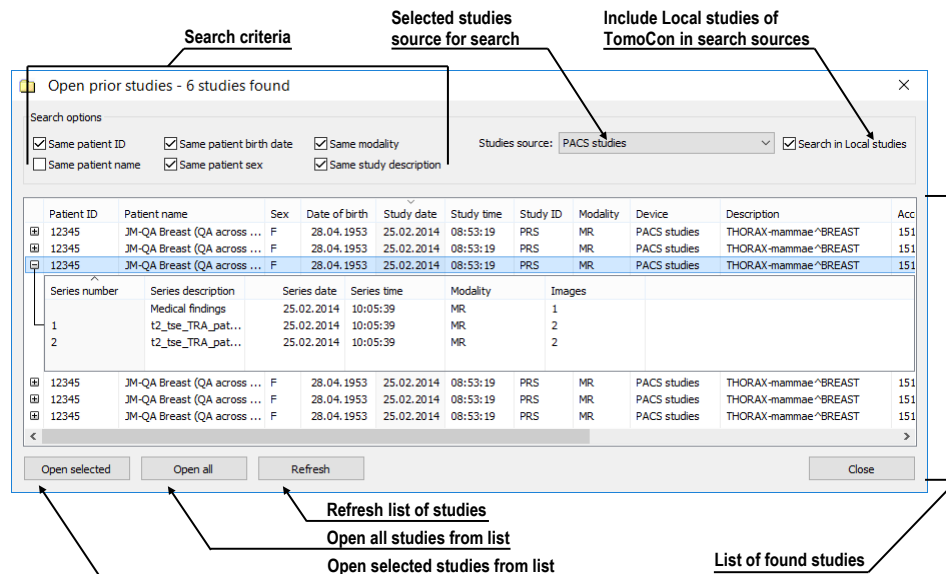 Selected studies
source for search
Include Local studies of
TomoCon in search sources
Search criteria
Open prior studies - 6 studies found
Search options
Same patient ID Same patient birth date Same modality Studies source: PACS studies Search in Local studies
Same patient name Same patient sex Same study description
Patient ID Patient name Sex Date of birth Study date Study time Study ID Modality Device Description Acc
12345 JM-QA Breast (QA across ... F 28.04.1953 25.02.2014 08:53:19 PRS MR PACS studies THORAX-mammae^BREAST 151
12345 JM-QA Breast (QA across ... F 28.04.1953 25.02.2014 08:53:19 PRS MR PACS studies THORAX-mammae^BREAST 151
12345 JM-QA Breast (QA across ... F 28.04.1953 25.02.2014 08:53:19 PRS MR PACS studies THORAX-mammae^BREAST 151
Series number Series description Series date Series time Modality Images
Medical findings 25.02.2014 10:05:39 MR 1
1 t2_tse_TRA_pat... 25.02.2014 10:05:39 MR 2
2 t2_tse_TRA_pat... 25.02.2014 10:05:39 MR 2
12345 JM-QA Breast (QA across ... F 28.04.1953 25.02.2014 08:53:19 PRS MR PACS studies THORAX-mammae^BREAST 151
12345 JM-QA Breast (QA across ... F 28.04.1953 25.02.2014 08:53:19 PRS MR PACS studies THORAX-mammae^BREAST 151
12345 JM-QA Breast (QA across ... F 28.04.1953 25.02.2014 08:53:19 PRS MR PACS studies THORAX-mammae^BREAST 151
Open selected Open all Refresh Close
Refresh list of studies
Open all studies from list
Open selected studies from list
List of found studies